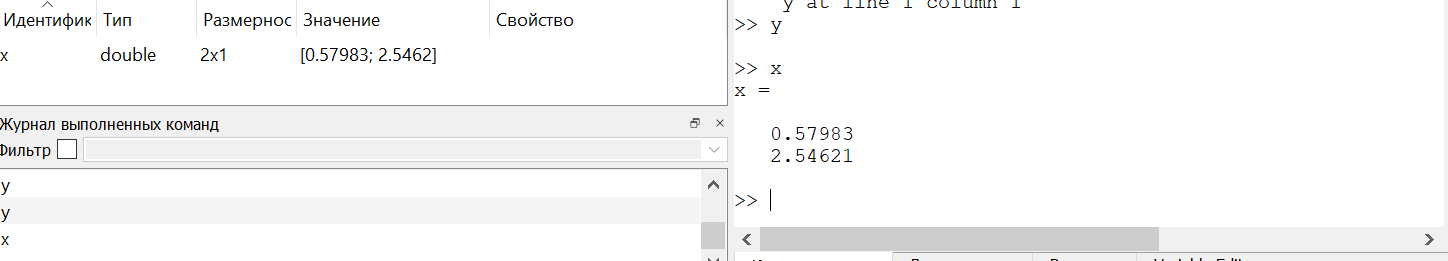 Идентифик Тип Размернос Значение Свойство
x double 2x1 [0.57983; 2.5462]
Журнал выполненных команд
Фильтр
y
y
x
y at line 1 column 1
>> y
>> x
x =
0.57983
2.54621
>>